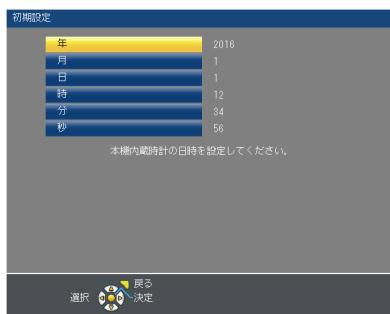 初期設定
年 2016
月 1
日 1
時 12
分 34
秒 56
本機内蔵時計の日時を設定してください。
戻る
選択 決定